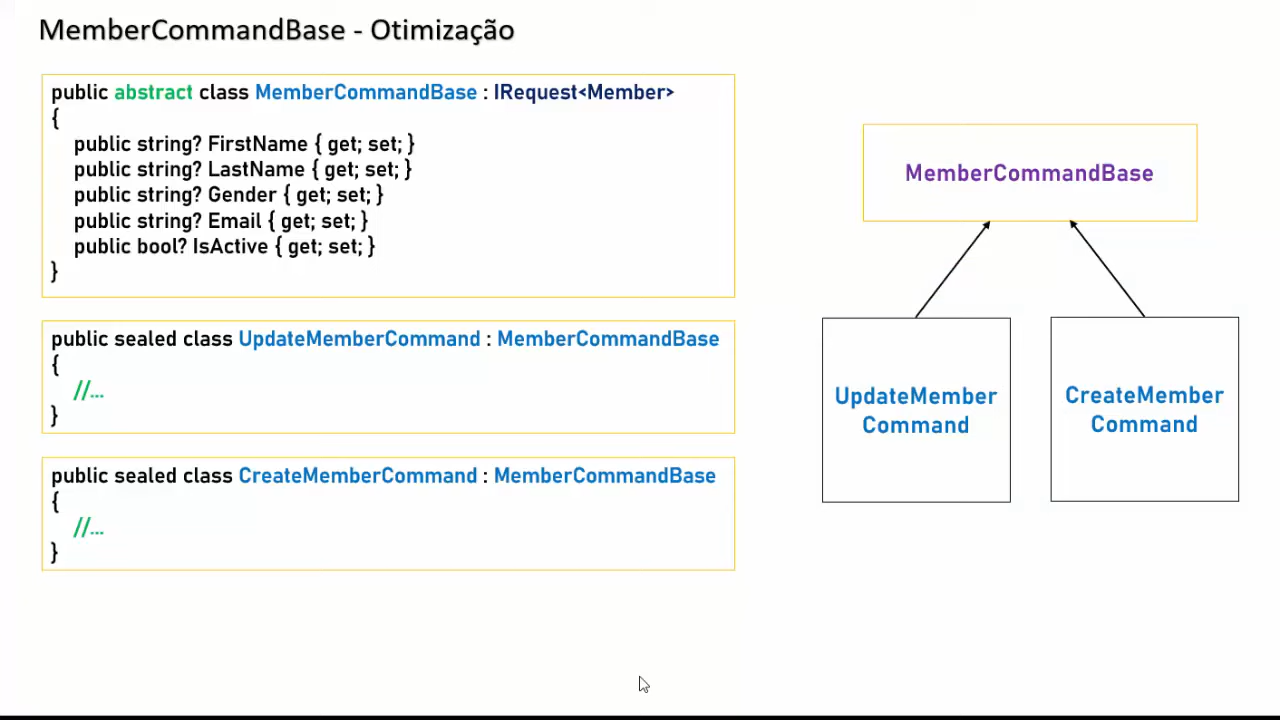 MemberCommandBase - Otimização
public abstract class MemberCommandBase : IRequest<Member>
{
public string? FirstName { get; set; }
public string? LastName { get; set; }
public string? Gender { get; set; }
public string? Email { get; set; }
public bool? IsActive { get; set; }
}
public sealed class UpdateMemberCommand : MemberCommandBase
{
//...
}
public sealed class CreateMemberCommand : MemberCommandBase
{
//...
}
MemberCommandBase
UpdateMember
Command
CreateMember
Command